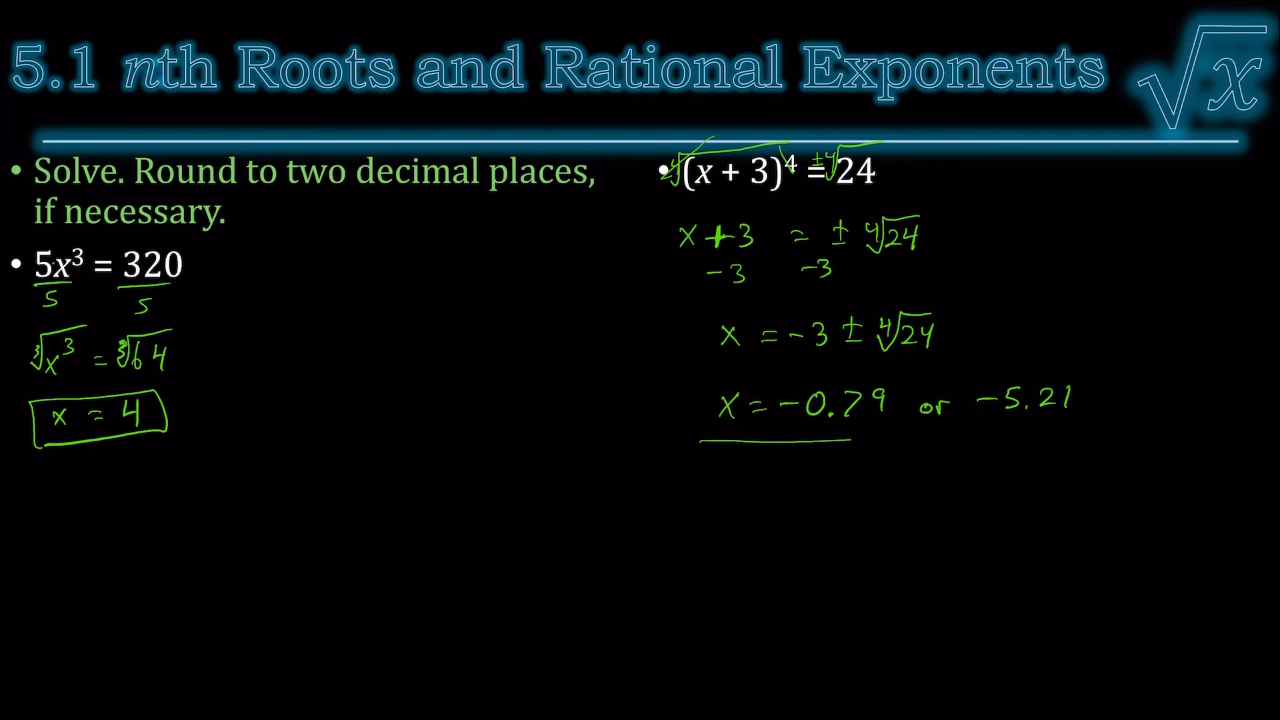 5.1 nth Roots and Rational Exponents √x
• Solve. Round to two decimal places,
if necessary.
• 5x³ = 320
5 5
∛x³ = ∛64
x = 4
• ∜(x + 3)⁴ = ±∜24
x + 3 = ± ∜24
-3 -3
x = -3 ± ∜24
x = -0.79 or -5.21